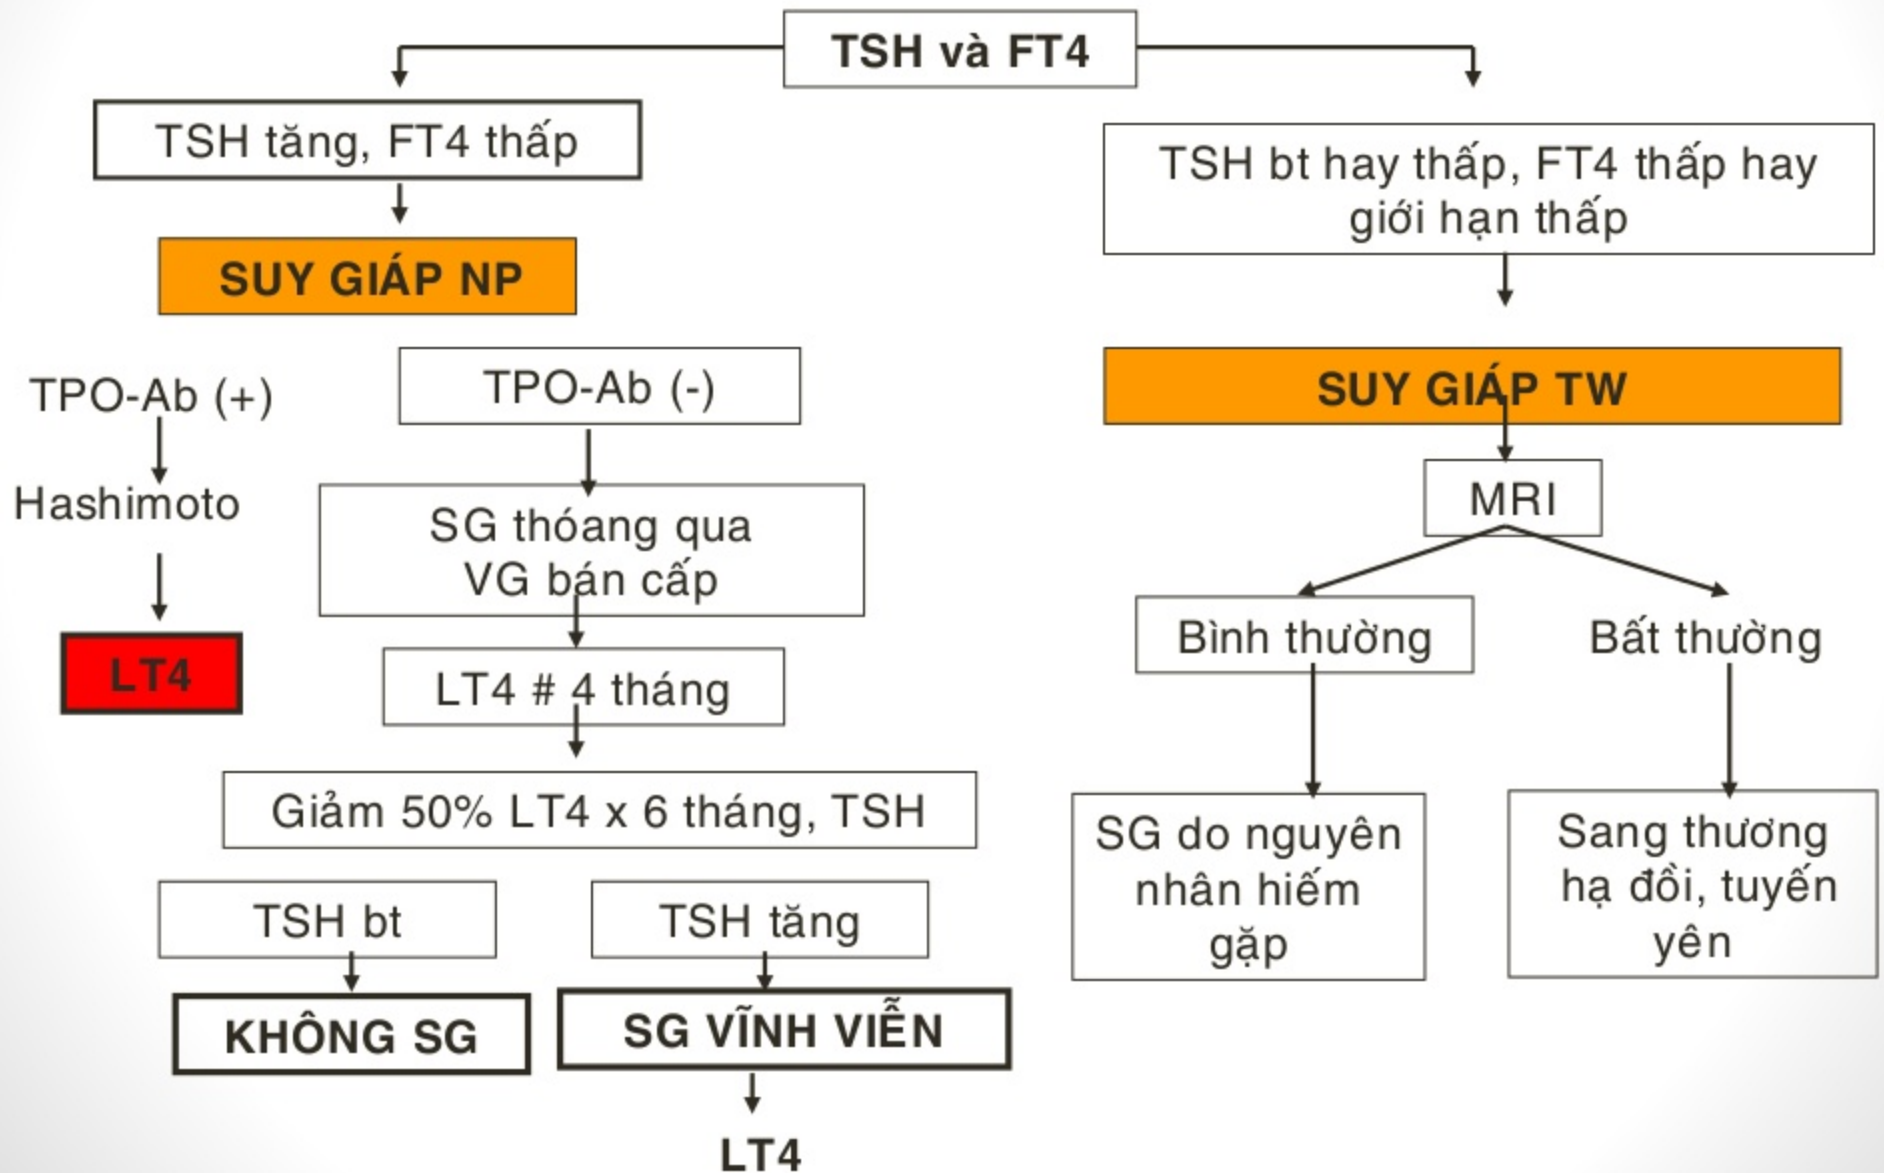 TSH và FT4
TSH tăng, FT4 thấp
SUY GIÁP NP
TPO-Ab (+)
Hashimoto
LT4
TPO-Ab (-)
SG thóang qua
VG bán cấp
LT4 # 4 tháng
Giảm 50% LT4 x 6 tháng, TSH
TSH bt
KHÔNG SG
TSH tăng
SG VĨNH VIỄN
LT4
TSH bt hay thấp, FT4 thấp hay
giới hạn thấp
SUY GIÁP TW
MRI
Bình thường
SG do nguyên
nhân hiếm
gặp
Bất thường
Sang thương
hạ đồi, tuyến
yên